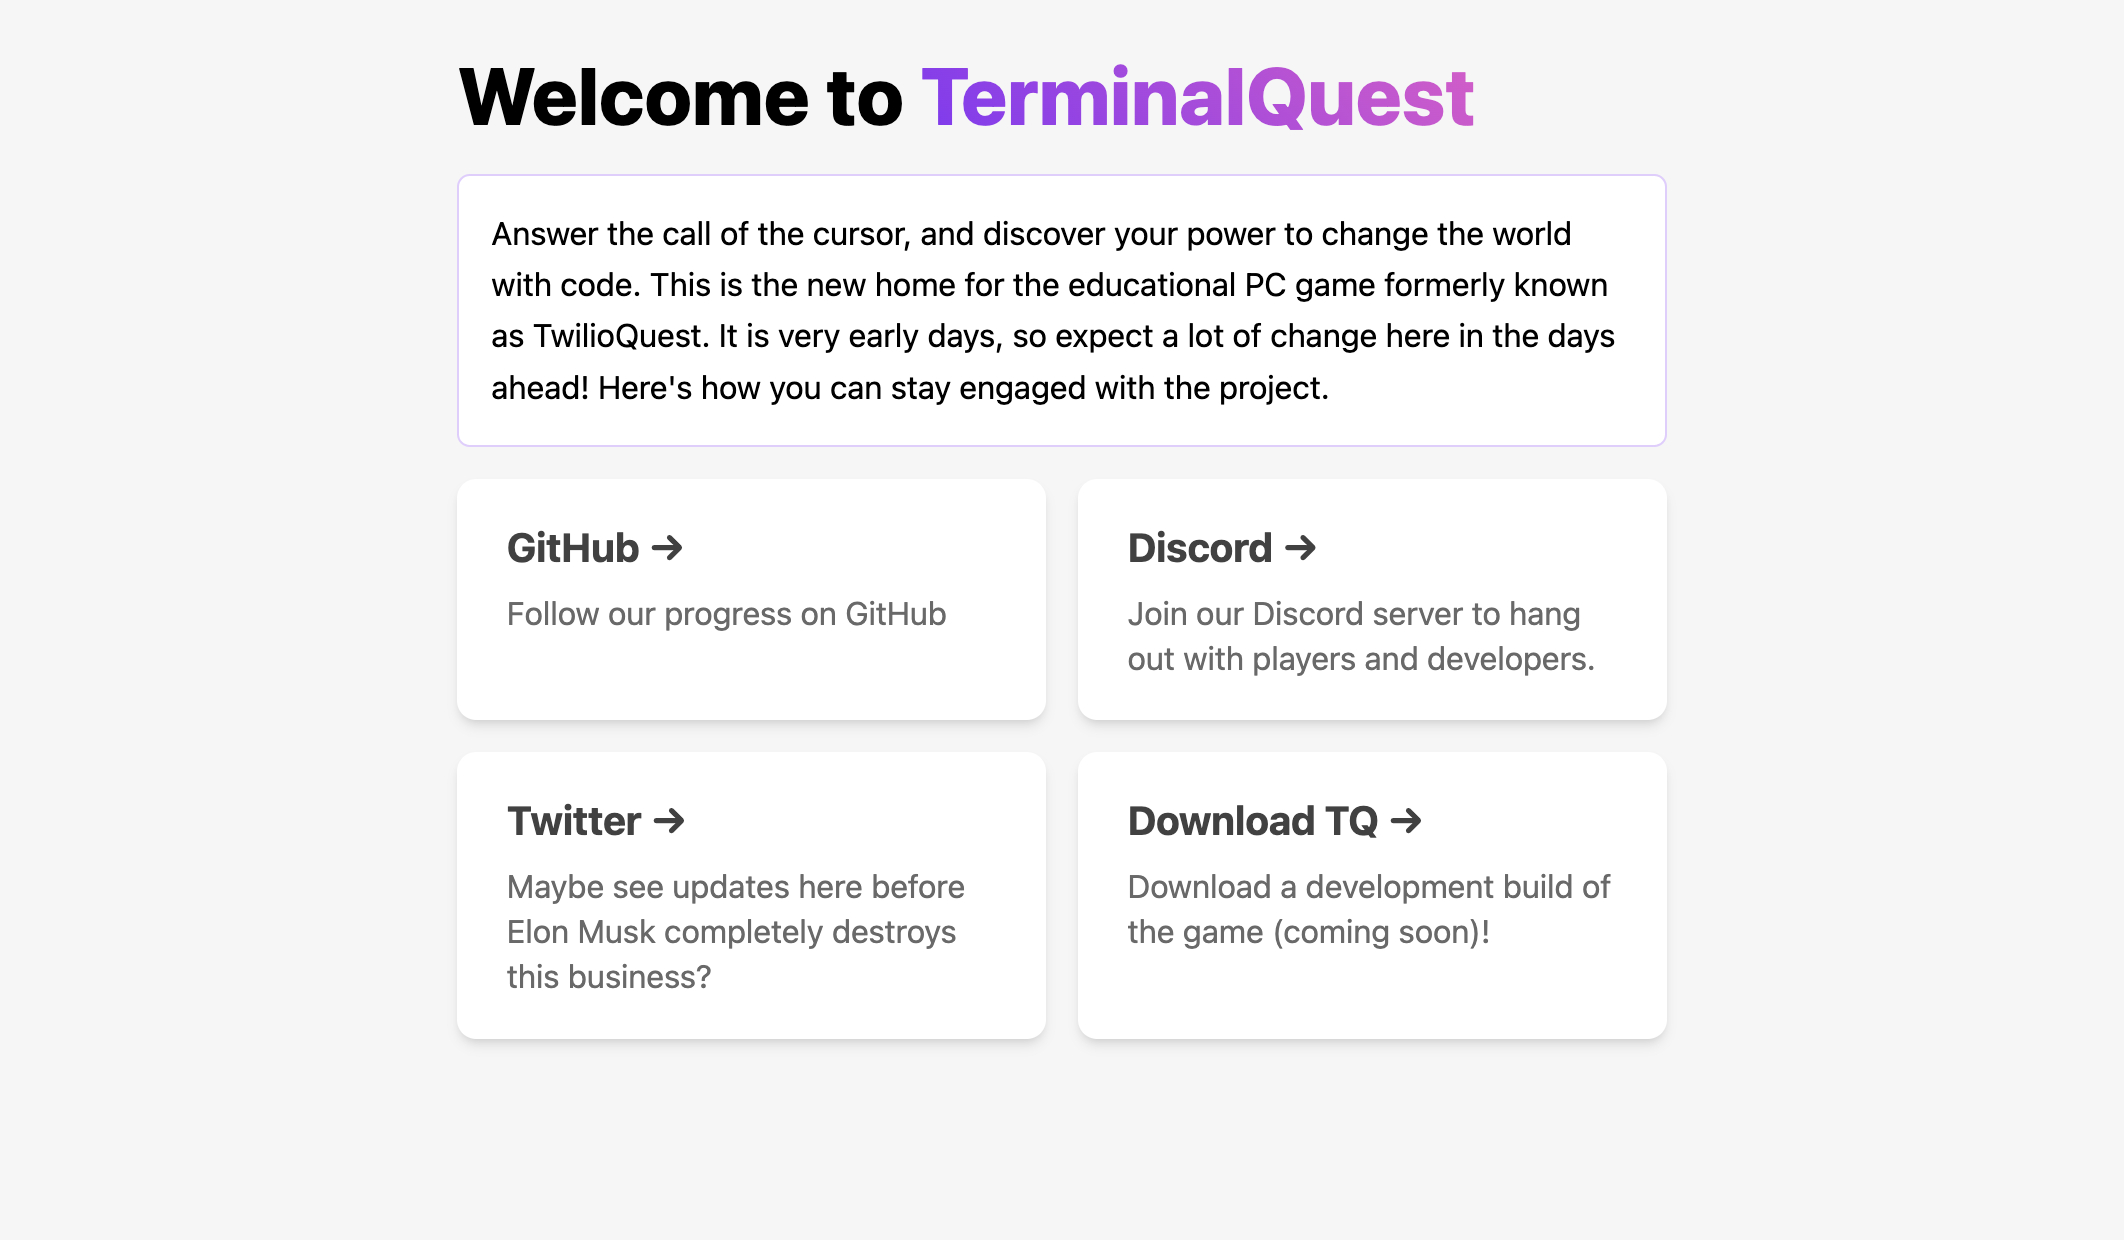 Welcome to TerminalQuest
Answer the call of the cursor, and discover your power to change the world
with code. This is the new home for the educational PC game formerly known
as TwilioQuest. It is very early days, so expect a lot of change here in the days
ahead! Here's how you can stay engaged with the project.
GitHub →
Follow our progress on GitHub
Discord →
Join our Discord server to hang
out with players and developers.
Twitter →
Maybe see updates here before
Elon Musk completely destroys
this business?
Download TQ →
Download a development build of
the game (coming soon)!